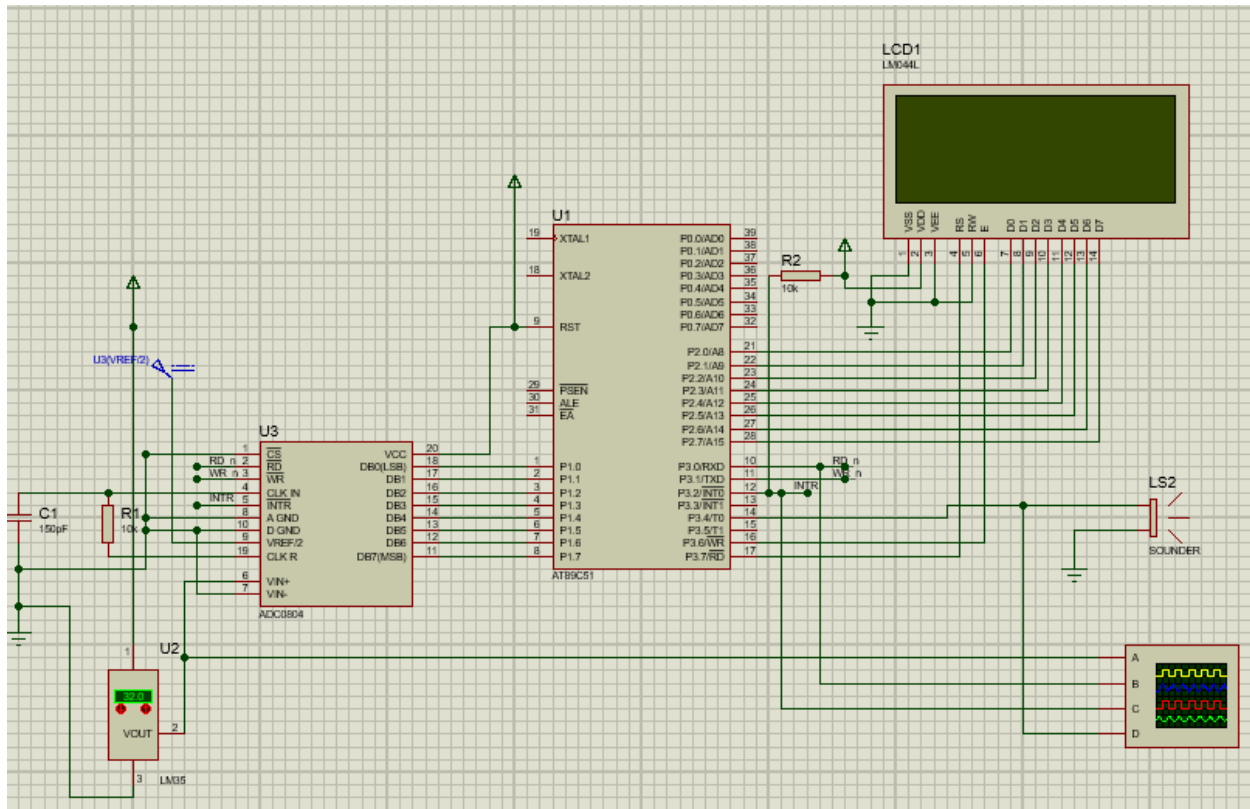 LCD1
LM044L
VSS
VDD
VEE
RS
RW
E
D0
D1
D2
D3
D4
D5
D6
D7
1
2
3
4
5
6
7
8
9
10
11
12
13
14
U1
19 XTAL1
18 XTAL2
9 RST
29 PSEN
30 ALE
31 EA
1 P1.0
2 P1.1
3 P1.2
4 P1.3
5 P1.4
6 P1.5
7 P1.6
8 P1.7
P0.0/AD0 39
P0.1/AD1 38
P0.2/AD2 37
P0.3/AD3 36
P0.4/AD4 35
P0.5/AD5 34
P0.6/AD6 33
P0.7/AD7 32
P2.0/A8 21
P2.1/A9 22
P2.2/A10 23
P2.3/A11 24
P2.4/A12 25
P2.5/A13 26
P2.6/A14 27
P2.7/A15 28
P3.0/RXD 10
P3.1/TXD 11
P3.2/INT0 12
P3.3/INT1 13
P3.4/T0 14
P3.5/T1 15
P3.6/WR 16
P3.7/RD 17
AT89C51
R2
10k
RD_n
WR_n
INTR
LS2
SOUNDER
U3(VREF/2)
U3
1 CS
RD_n 2 RD
WR_n 3 WR
4 CLK IN
INTR 5 INTR
8 A GND
10 D GND
9 VREF/2
19 CLK R
6 VIN+
7 VIN-
VCC 20
DB0(LSB) 18
DB1 17
DB2 16
DB3 15
DB4 14
DB5 13
DB6 12
DB7(MSB) 11
ADC0804
C1
150pF
R1
10k
U2
1
32.0
VOUT 2
3
LM35
A
B
C
D